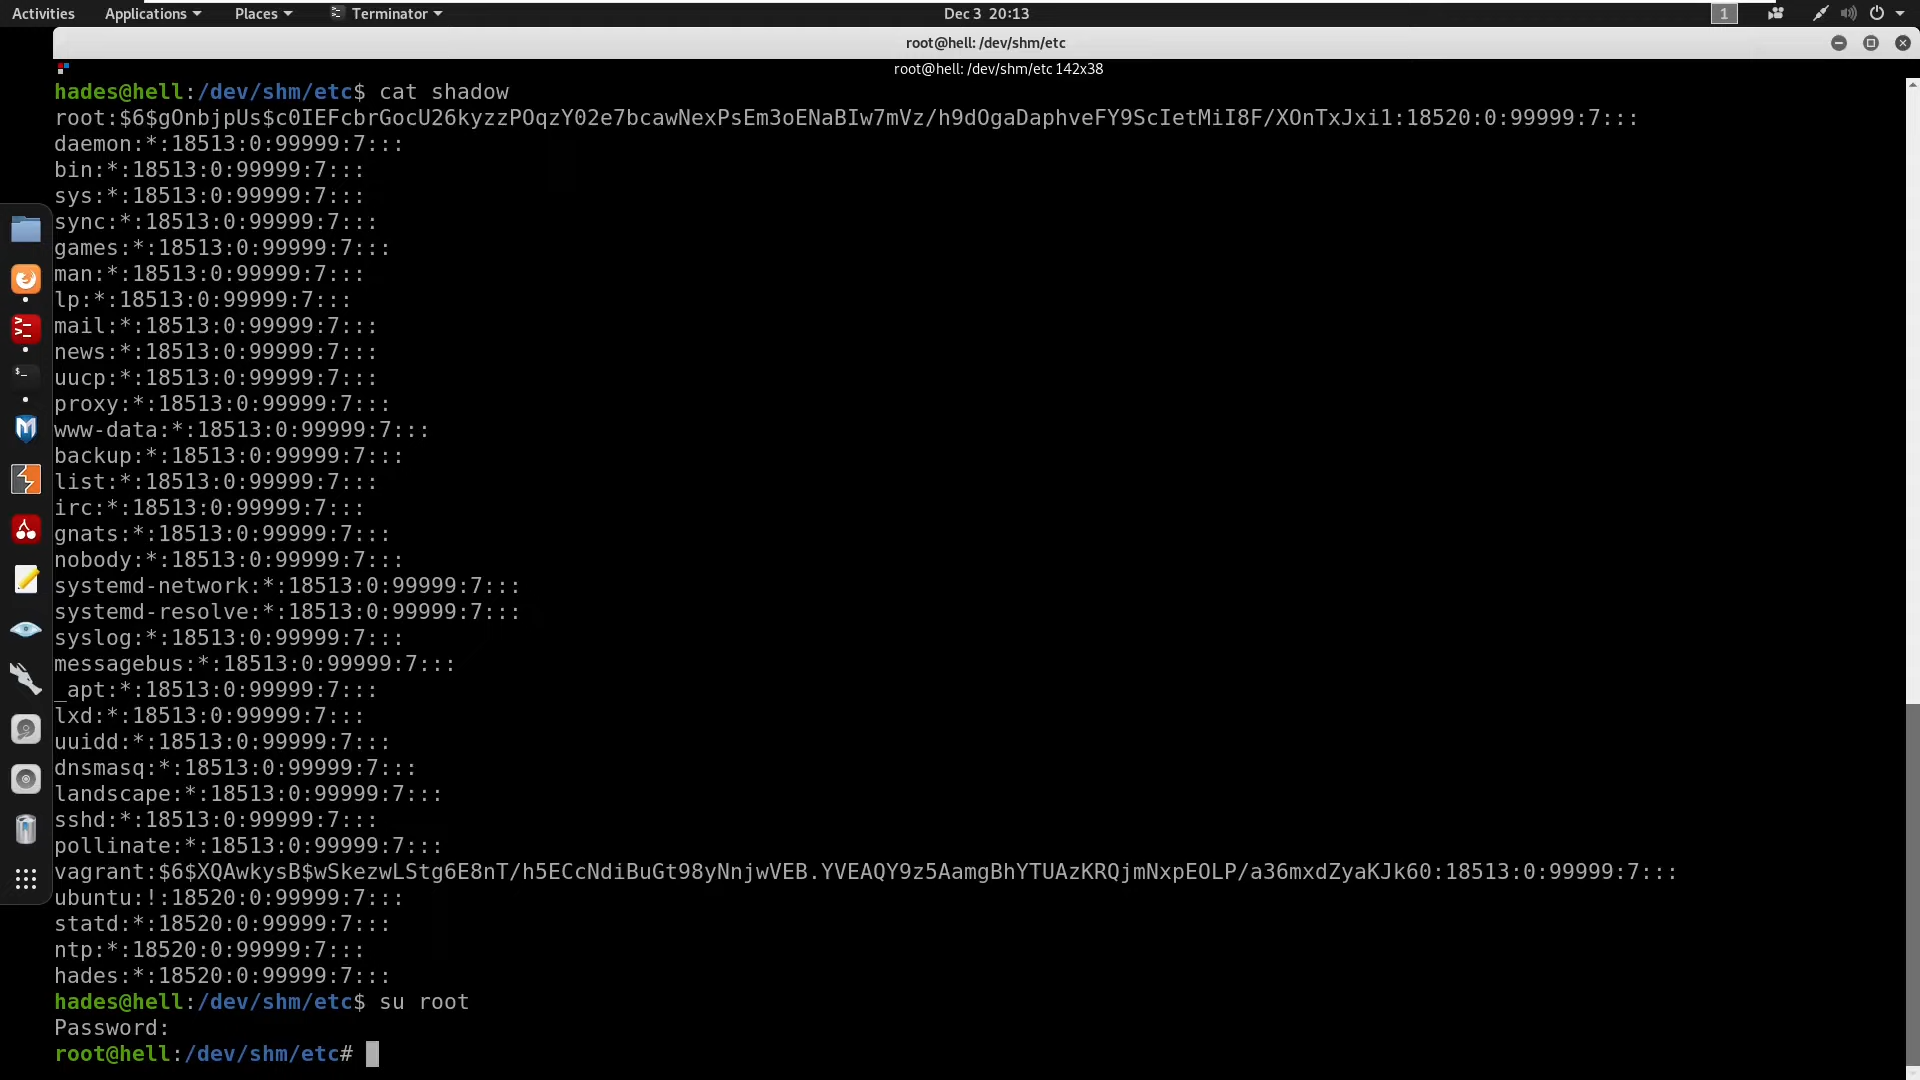 Activities Applications Places Terminator Dec 3 20:13 1
root@hell: /dev/shm/etc
root@hell: /dev/shm/etc 142x38
hades@hell:/dev/shm/etc$ cat shadow
root:$6$gOnbjpUs$c0IEFcbrGocU26kyzzPOqzY02e7bcawNexPsEm3oENaBIw7mVz/h9dOgaDaphveFY9ScIetMiI8F/XOnTxJxi1:18520:0:99999:7:::
daemon:*:18513:0:99999:7:::
bin:*:18513:0:99999:7:::
sys:*:18513:0:99999:7:::
sync:*:18513:0:99999:7:::
games:*:18513:0:99999:7:::
man:*:18513:0:99999:7:::
lp:*:18513:0:99999:7:::
mail:*:18513:0:99999:7:::
news:*:18513:0:99999:7:::
uucp:*:18513:0:99999:7:::
proxy:*:18513:0:99999:7:::
www-data:*:18513:0:99999:7:::
backup:*:18513:0:99999:7:::
list:*:18513:0:99999:7:::
irc:*:18513:0:99999:7:::
gnats:*:18513:0:99999:7:::
nobody:*:18513:0:99999:7:::
systemd-network:*:18513:0:99999:7:::
systemd-resolve:*:18513:0:99999:7:::
syslog:*:18513:0:99999:7:::
messagebus:*:18513:0:99999:7:::
_apt:*:18513:0:99999:7:::
lxd:*:18513:0:99999:7:::
uuidd:*:18513:0:99999:7:::
dnsmasq:*:18513:0:99999:7:::
landscape:*:18513:0:99999:7:::
sshd:*:18513:0:99999:7:::
pollinate:*:18513:0:99999:7:::
vagrant:$6$XQAwkysB$wSkezwLStg6E8nT/h5ECcNdiBuGt98yNnjwVEB.YVEAQY9z5AamgBhYTUAzKRQjmNxpEOLP/a36mxdZyaKJk60:18513:0:99999:7:::
ubuntu:!:18520:0:99999:7:::
statd:*:18520:0:99999:7:::
ntp:*:18520:0:99999:7:::
hades:*:18520:0:99999:7:::
hades@hell:/dev/shm/etc$ su root
Password:
root@hell:/dev/shm/etc#